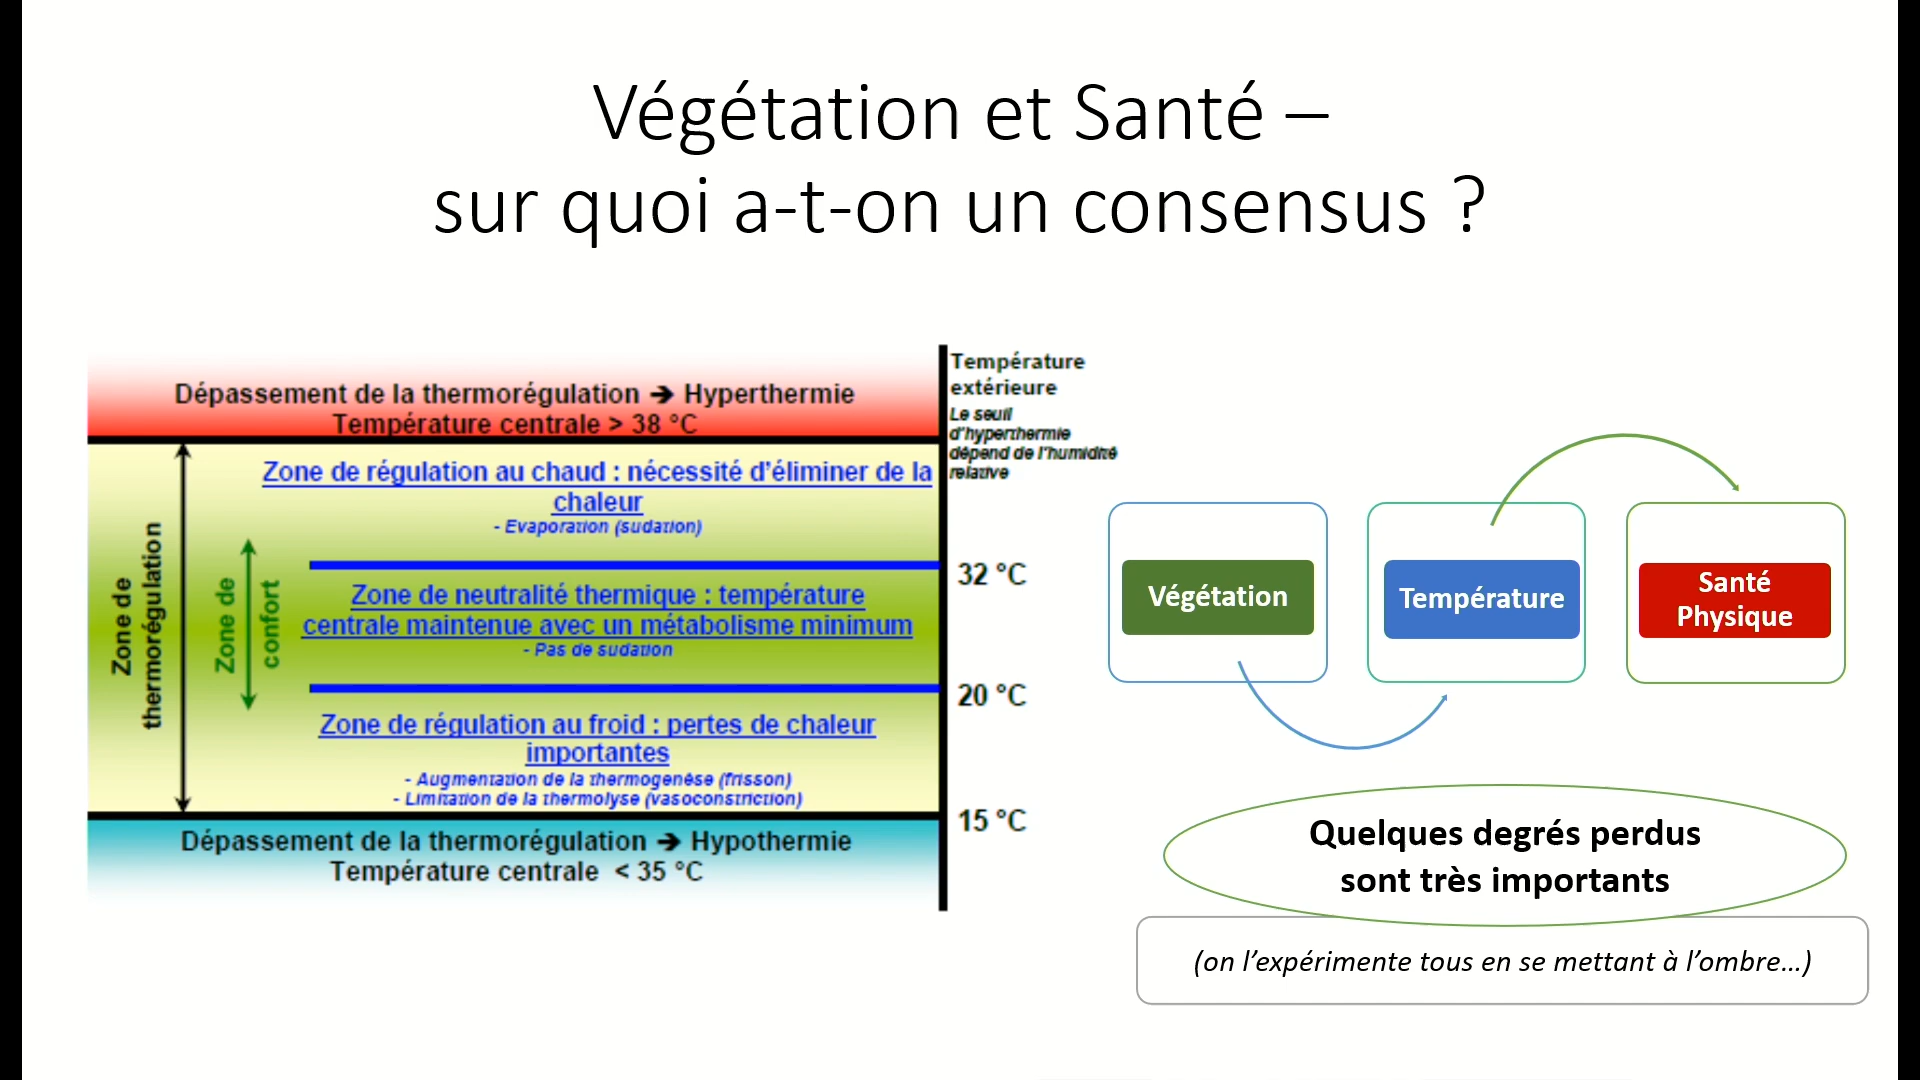 Végétation et Santé –
sur quoi a-t-on un consensus ?
Dépassement de la thermorégulation ➔ Hyperthermie
Température centrale > 38 °C
Zone de régulation au chaud : nécessité d'éliminer de la
chaleur
- Evaporation (sudation)
Zone de neutralité thermique : température
centrale maintenue avec un métabolisme minimum
- Pas de sudation
Zone de régulation au froid : pertes de chaleur
importantes
- Augmentation de la thermogenèse (frisson)
- Limitation de la thermolyse (vasoconstriction)
Dépassement de la thermorégulation ➔ Hypothermie
Température centrale < 35 °C
Zone de
thermorégulation
Zone de
confort
Température
extérieure
Le seuil
d'hyperthermie
dépend de l'humidité
relative
32 °C
20 °C
15 °C
Végétation
Température
Santé
Physique
Quelques degrés perdus
sont très importants
(on l'expérimente tous en se mettant à l'ombre...)